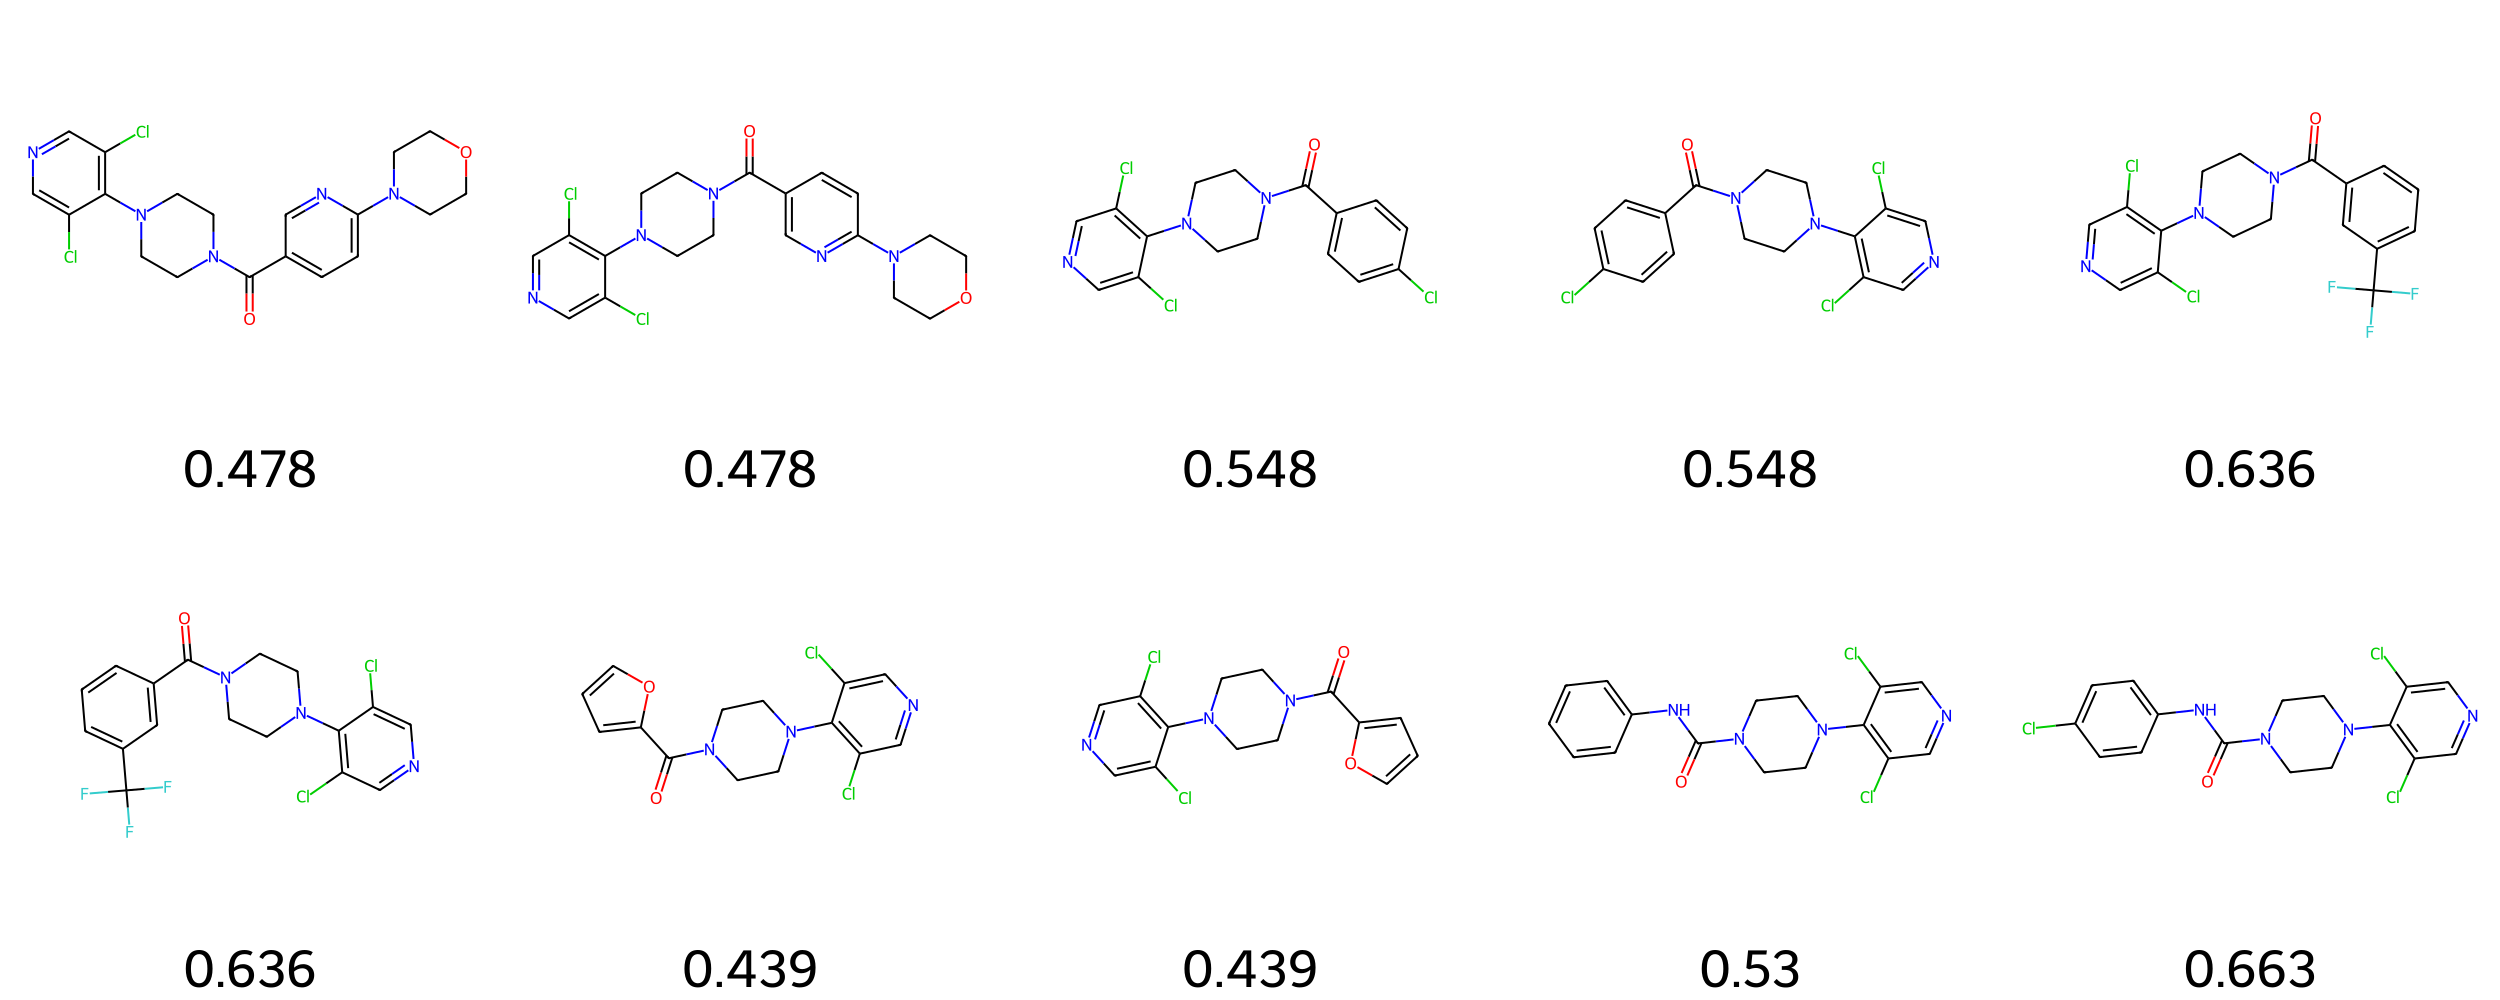 N Cl Cl N N O N N O
O Cl N N Cl N N N O
Cl N Cl N N O Cl
O Cl N N Cl Cl N
Cl N Cl N N O F F F
0.478 0.478 0.548 0.548 0.636
O N N Cl Cl N F F F
O O N N Cl Cl N
Cl N Cl N N O O
NH O N N Cl Cl N
Cl NH O N N Cl Cl N
0.636 0.439 0.439 0.53 0.663